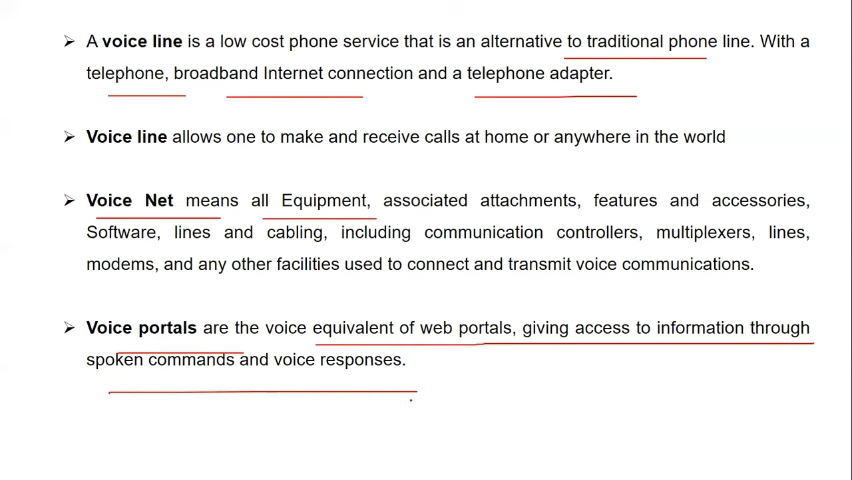 ➢ A voice line is a low cost phone service that is an alternative to traditional phone line. With a
telephone, broadband Internet connection and a telephone adapter.
➢ Voice line allows one to make and receive calls at home or anywhere in the world
➢ Voice Net means all Equipment, associated attachments, features and accessories,
Software, lines and cabling, including communication controllers, multiplexers, lines,
modems, and any other facilities used to connect and transmit voice communications.
➢ Voice portals are the voice equivalent of web portals, giving access to information through
spoken commands and voice responses.